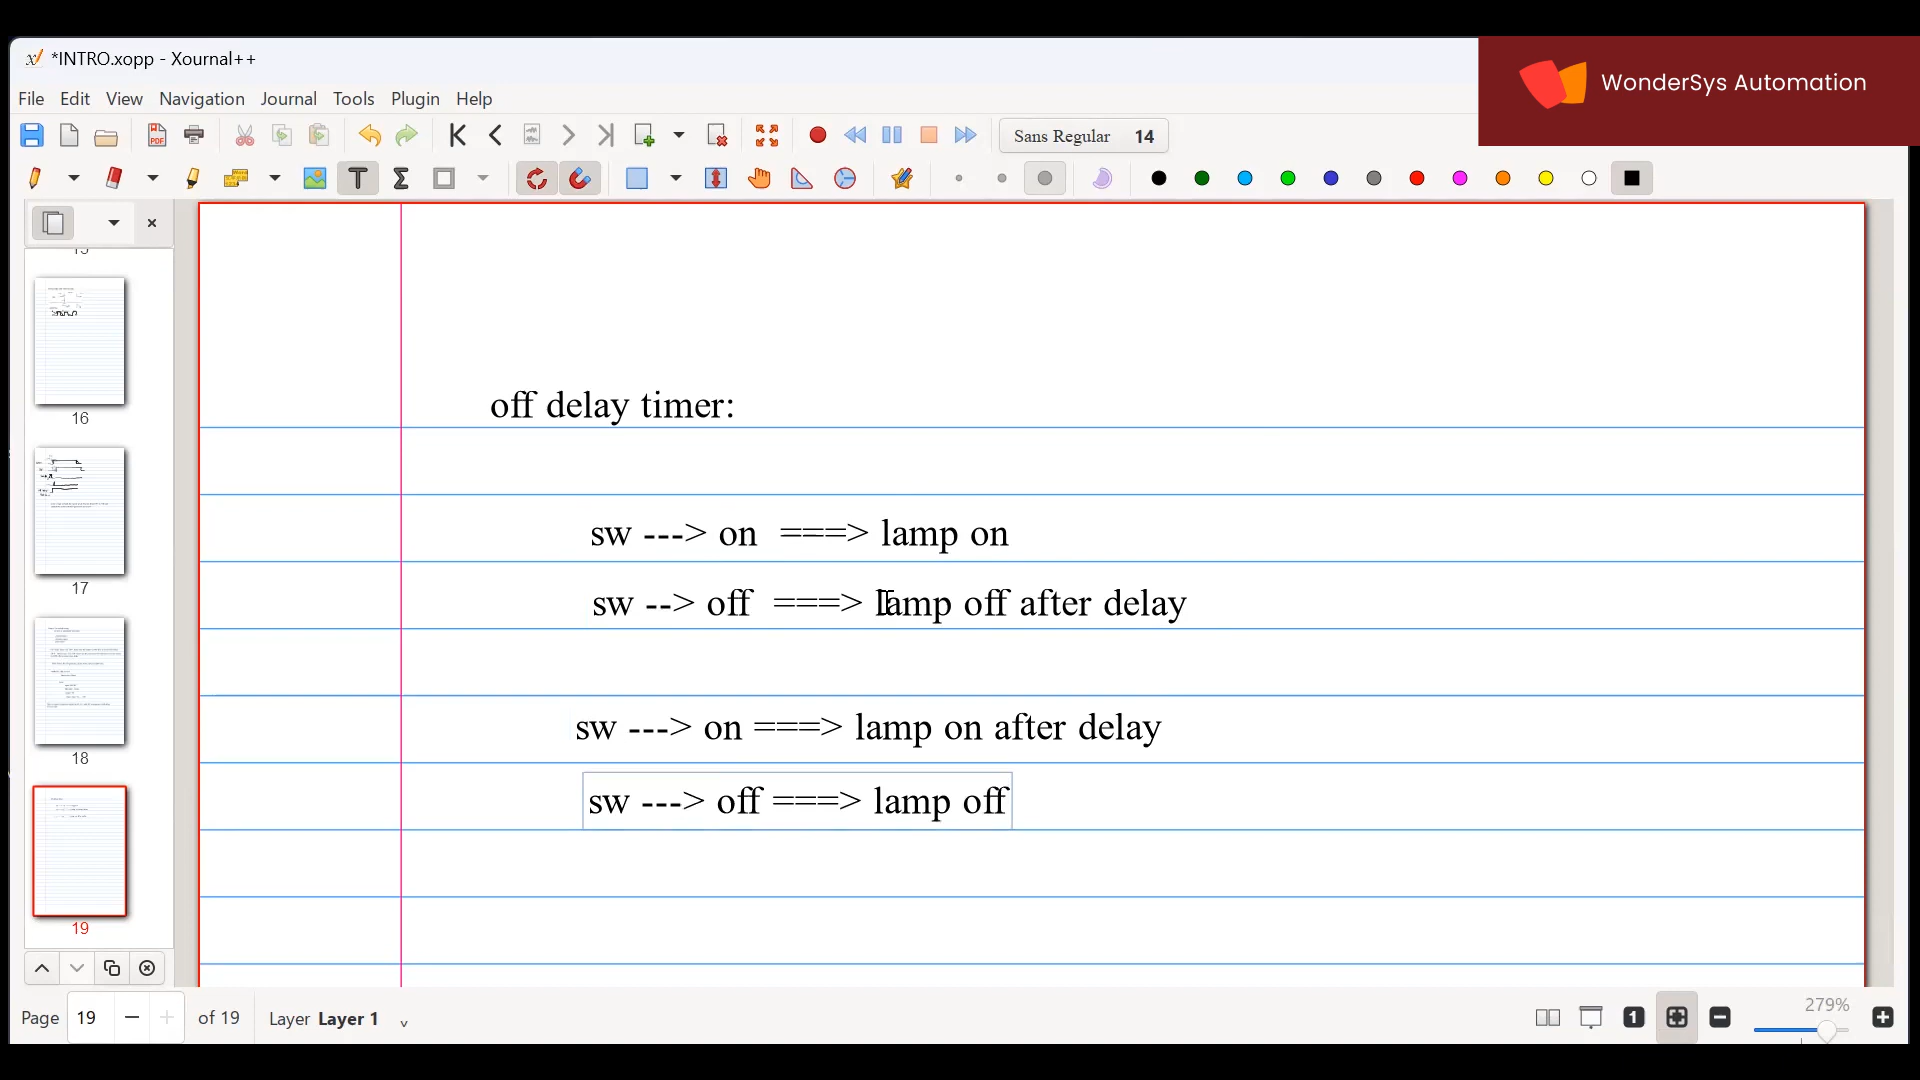 *INTRO.xopp - Xournal++
WonderSys Automation
File Edit View Navigation Journal Tools Plugin Help
Sans Regular 14
off delay timer:
sw ---> on ===> lamp on
sw --> off ===> lamp off after delay
sw ---> on ===> lamp on after delay
sw ---> off ===> lamp off
16
17
18
19
Page 19 of 19 Layer Layer 1
279%